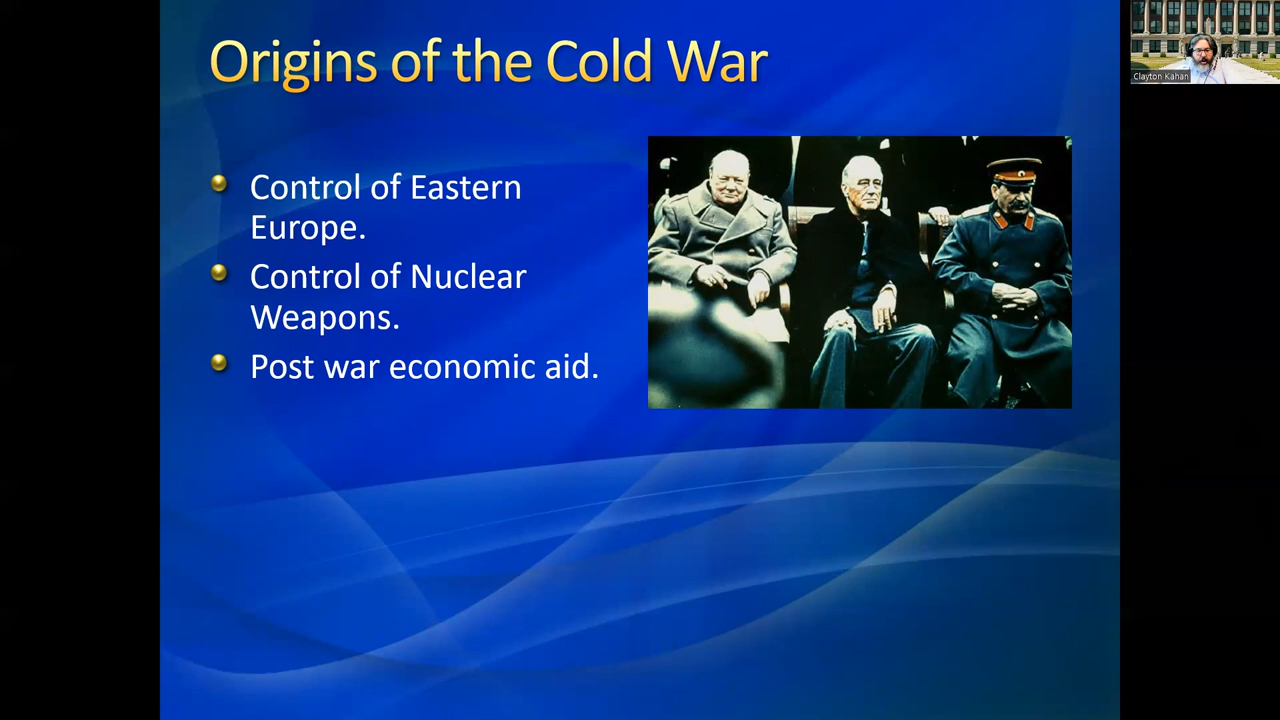 Origins of the Cold War
Control of Eastern
Europe.
Control of Nuclear
Weapons.
Post war economic aid.
Clayton Kahan